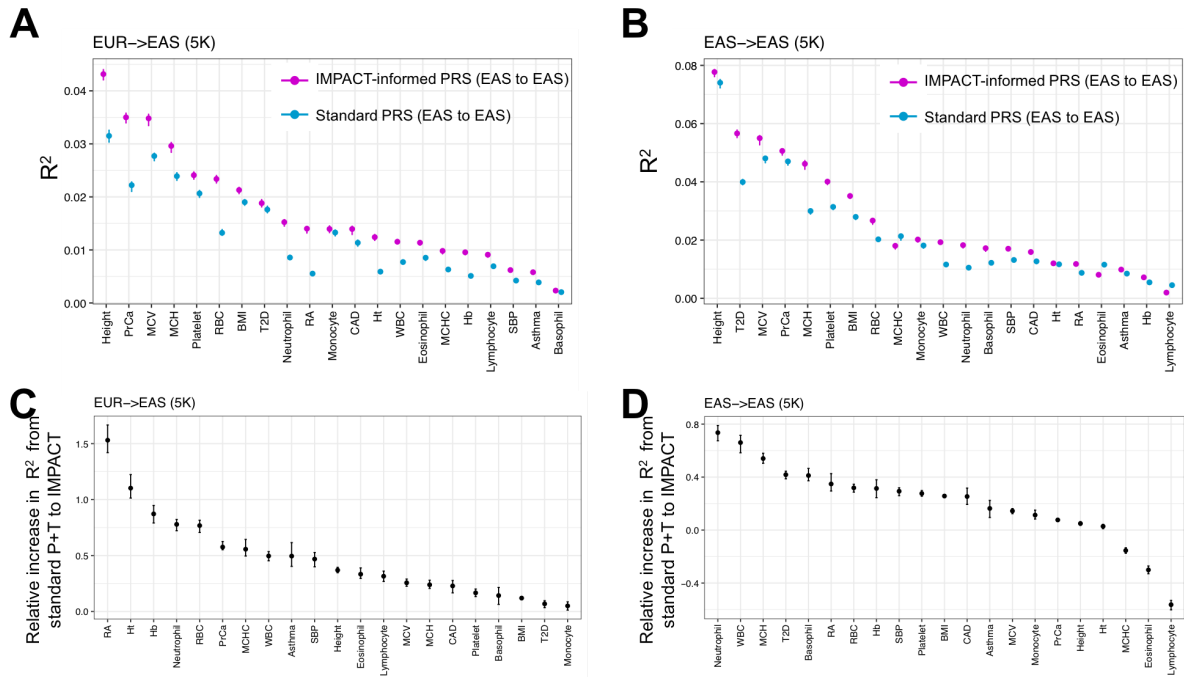 A
EUR−>EAS (5K)
IMPACT-informed PRS (EAS to EAS)
Standard PRS (EAS to EAS)
R²
0.04
0.03
0.02
0.01
0.00
Height
PrCa
MCV
MCH
Platelet
RBC
BMI
T2D
Neutrophil
RA
Monocyte
CAD
Ht
WBC
Eosinophil
MCHC
Hb
Lymphocyte
SBP
Asthma
Basophil
B
EAS−>EAS (5K)
IMPACT-informed PRS (EAS to EAS)
Standard PRS (EAS to EAS)
R²
0.08
0.06
0.04
0.02
0.00
Height
T2D
MCV
PrCa
MCH
Platelet
BMI
RBC
MCHC
Monocyte
WBC
Neutrophil
Basophil
SBP
CAD
Ht
RA
Eosinophil
Asthma
Hb
Lymphocyte
C
EUR−>EAS (5K)
Relative increase in R² from
standard P+T to IMPACT
1.5
1.0
0.5
0.0
RA
Ht
Hb
Neutrophil
RBC
PrCa
MCHC
WBC
Asthma
SBP
Height
Eosinophil
Lymphocyte
MCV
MCH
CAD
Platelet
Basophil
BMI
T2D
Monocyte
D
EAS−>EAS (5K)
Relative increase in R² from
standard P+T to IMPACT
0.8
0.4
0.0
−0.4
Neutrophil
WBC
MCH
T2D
Basophil
RA
RBC
Hb
SBP
Platelet
BMI
CAD
Asthma
MCV
Monocyte
PrCa
Height
Ht
MCHC
Eosinophil
Lymphocyte